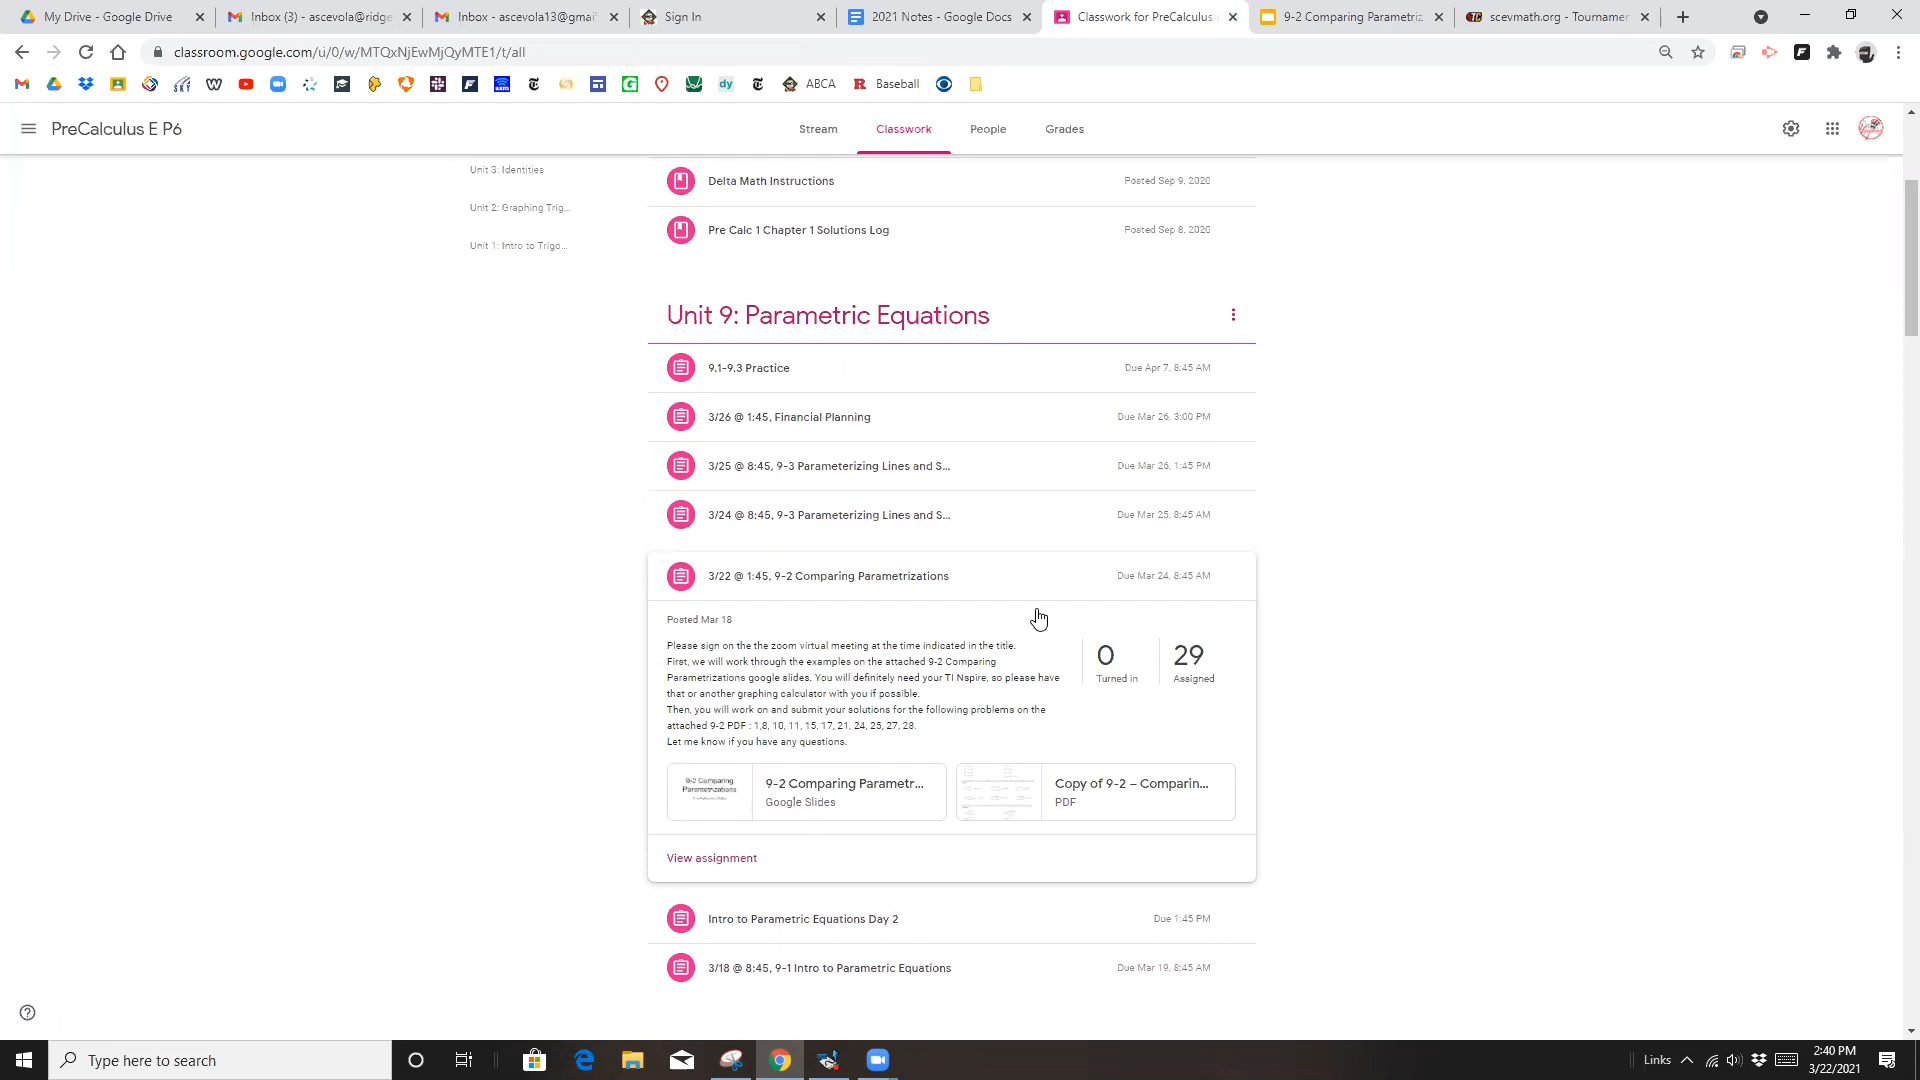 My Drive - Google Drive
Inbox (3) - ascevola@ridge
Inbox - ascevola13@gmai
Sign In
2021 Notes - Google Docs
Classwork for PreCalculus
9-2 Comparing Parametriz
scevmath.org - Tournamen
classroom.google.com/u/0/w/MTQxNjEwMjQyMTE1/t/all
ABCA
Baseball
PreCalculus E P6
Stream
Classwork
People
Grades
Unit 3: Identities
Unit 2: Graphing Trig...
Unit 1: Intro to Trigo...
Delta Math Instructions
Posted Sep 9, 2020
Pre Calc 1 Chapter 1 Solutions Log
Posted Sep 8, 2020
Unit 9: Parametric Equations
9.1-9.3 Practice
Due Apr 7, 8:45 AM
3/26 @ 1:45, Financial Planning
Due Mar 26, 3:00 PM
3/25 @ 8:45, 9-3 Parameterizing Lines and S...
Due Mar 26, 1:45 PM
3/24 @ 8:45, 9-3 Parameterizing Lines and S...
Due Mar 25, 8:45 AM
3/22 @ 1:45, 9-2 Comparing Parametrizations
Due Mar 24, 8:45 AM
Posted Mar 18
Please sign on the the zoom virtual meeting at the time indicated in the title.
First, we will work through the examples on the attached 9-2 Comparing
Parametrizations google slides. You will definitely need your TI Nspire, so please have
that or another graphing calculator with you if possible.
Then, you will work on and submit your solutions for the following problems on the
attached 9-2 PDF : 1,8, 10, 11, 15, 17, 21, 24, 25, 27, 28.
Let me know if you have any questions.
0
Turned in
29
Assigned
9-2 Comparing
Parametrizations
9-2 Comparing Parametr...
Google Slides
Copy of 9-2 – Comparin...
PDF
View assignment
Intro to Parametric Equations Day 2
Due 1:45 PM
3/18 @ 8:45, 9-1 Intro to Parametric Equations
Due Mar 19, 8:45 AM
Type here to search
Links
2:40 PM
3/22/2021